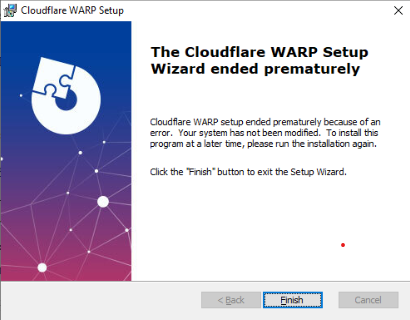 Cloudflare WARP Setup
The Cloudflare WARP Setup
Wizard ended prematurely
Cloudflare WARP setup ended prematurely because of an
error. Your system has not been modified. To install this
program at a later time, please run the installation again.
Click the "Finish" button to exit the Setup Wizard.
< Back
Finish
Cancel